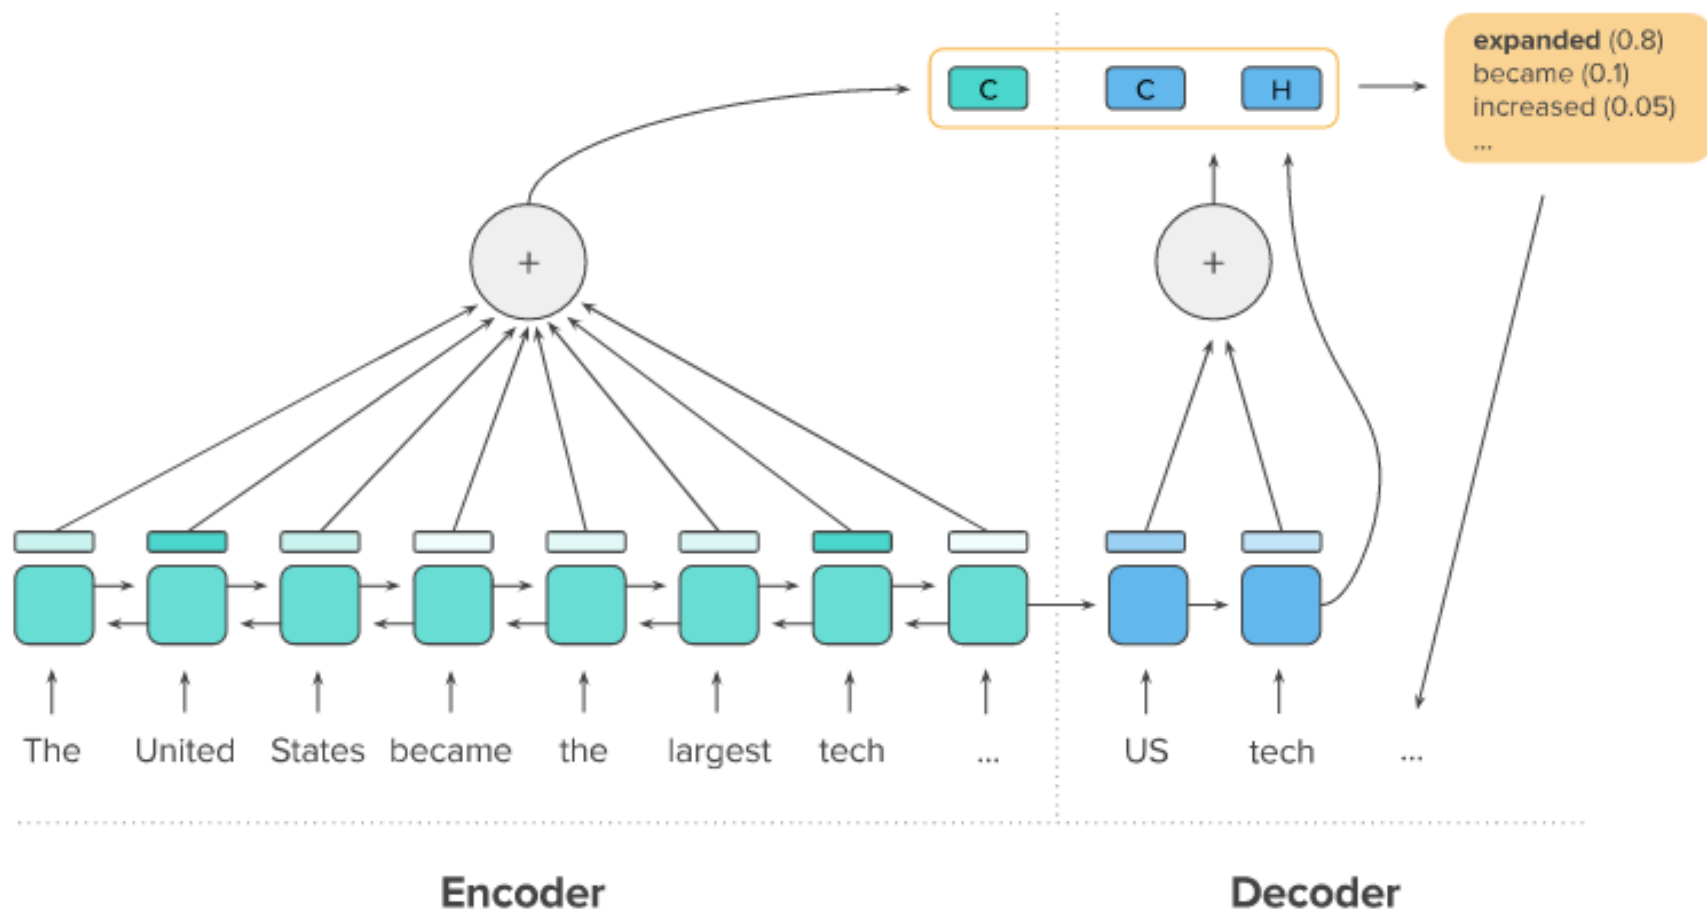 C C H
expanded (0.8)
became (0.1)
increased (0.05)
...
+ +
The United States became the largest tech ... US tech ...
Encoder Decoder